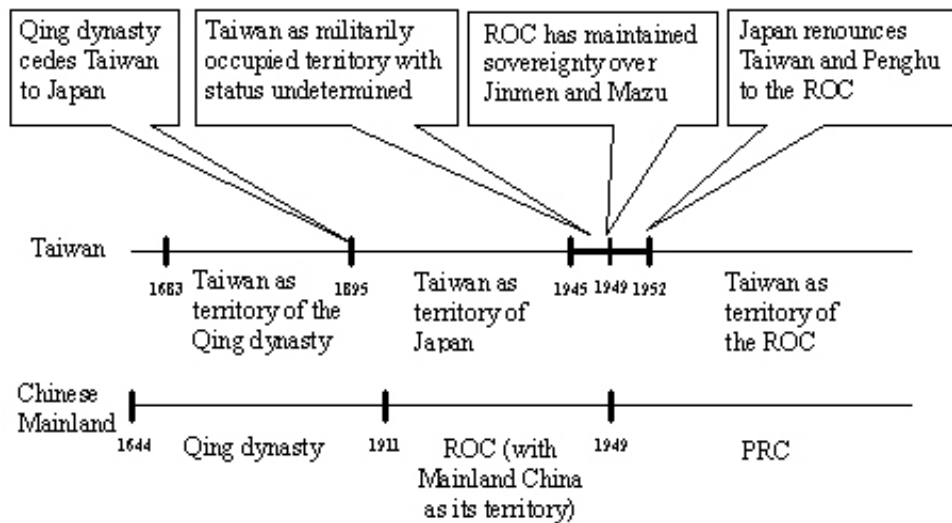 Qing dynasty
cedes Taiwan
to Japan
Taiwan as militarily
occupied territory with
status undetermined
ROC has maintained
sovereignty over
Jinmen and Mazu
Japan renounces
Taiwan and Penghu
to the ROC
Taiwan
1683
1895
1945
1949
1952
Taiwan as
territory of the
Qing dynasty
Taiwan as
territory of
Japan
Taiwan as
territory of
the ROC
Chinese
Mainland
1644
1911
1949
Qing dynasty
ROC (with
Mainland China
as its territory)
PRC